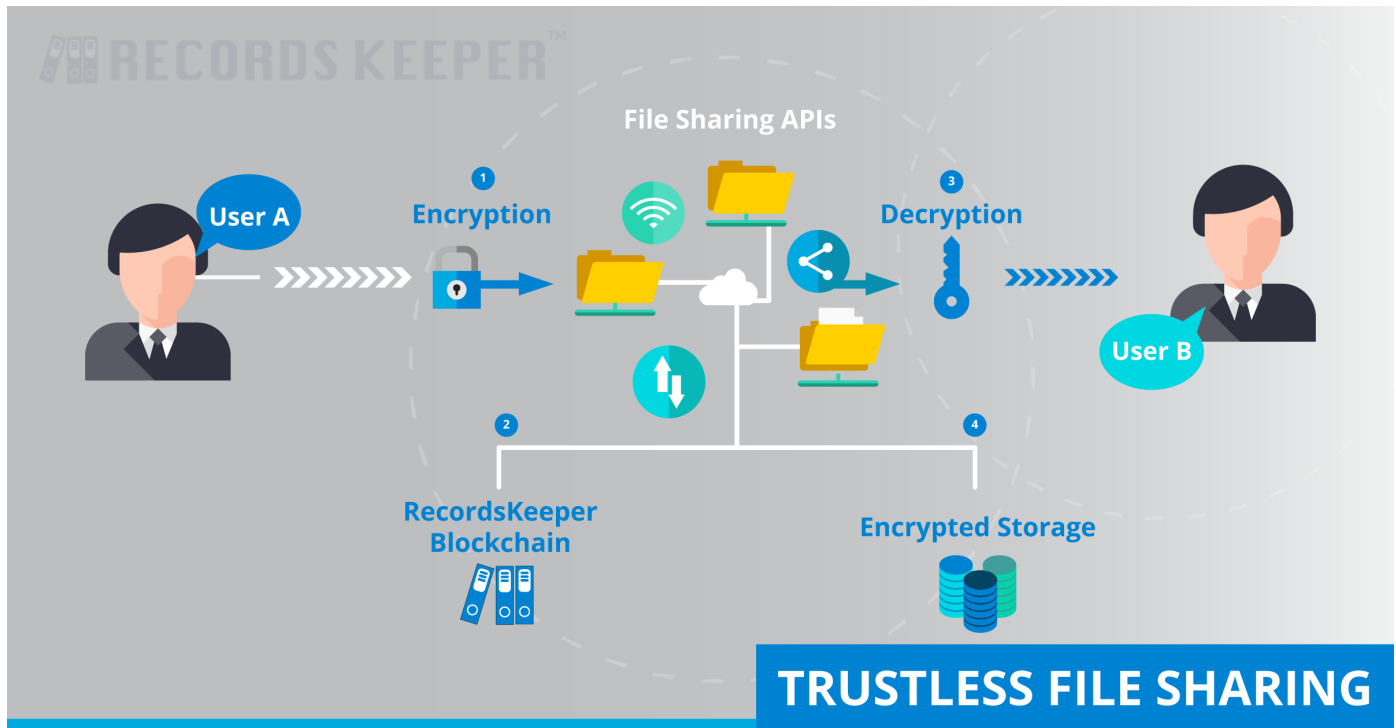 RECORDS KEEPER™
File Sharing APIs
User A
1
Encryption
3
Decryption
User B
2
RecordsKeeper
Blockchain
4
Encrypted Storage
TRUSTLESS FILE SHARING